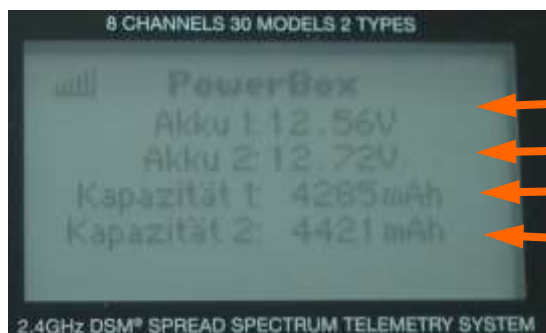 8 CHANNELS 30 MODELS 2 TYPES
PowerBox
Akku 1: 12.56V
Akku 2: 12.72V
Kapazität 1: 4285mAh
Kapazität 2: 4421mAh
2.4GHz DSM® SPREAD SPECTRUM TELEMETRY SYSTEM